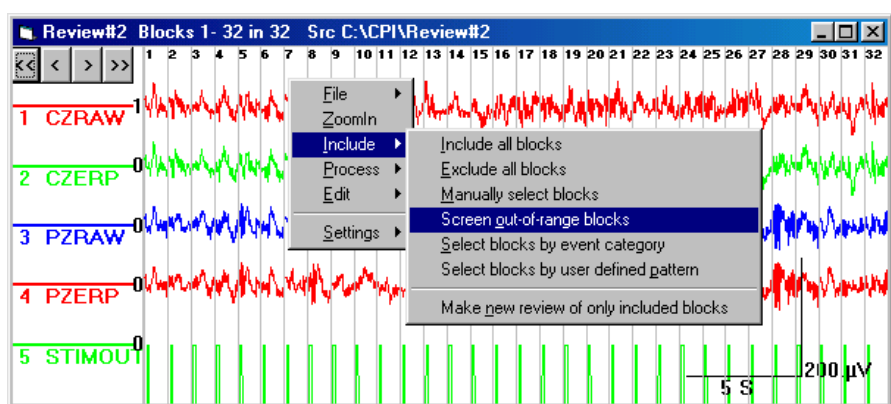 Review#2 Blocks 1- 32 in 32 Src C:\CPI\Review#2
<< < > >> 1 2 3 4 5 6 7 8 9 10 11 12 13 14 15 16 17 18 19 20 21 22 23 24 25 26 27 28 29 30 31 32
File
1 CZRAW 1
ZoomIn
Include
Include all blocks
Process
Exclude all blocks
2 CZERP 0
Edit
Manually select blocks
Screen out-of-range blocks
3 PZRAW 0
Settings
Select blocks by event category
Select blocks by user defined pattern
4 PZERP 0
Make new review of only included blocks
5 STIMOUT 0
200 µV
5 S